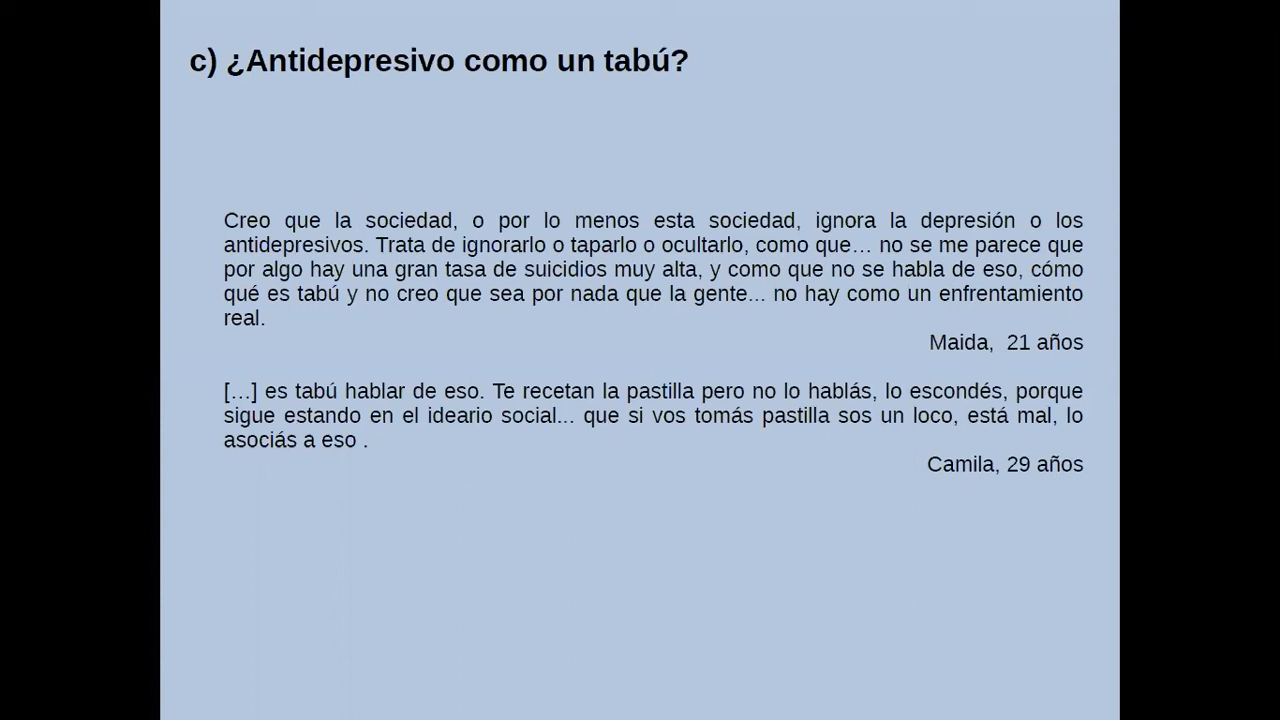 c) ¿Antidepresivo como un tabú?
Creo que la sociedad, o por lo menos esta sociedad, ignora la depresión o los
antidepresivos. Trata de ignorarlo o taparlo o ocultarlo, como que… no se me parece que
por algo hay una gran tasa de suicidios muy alta, y como que no se habla de eso, cómo
qué es tabú y no creo que sea por nada que la gente... no hay como un enfrentamiento
real.
Maida,  21 años
[…] es tabú hablar de eso. Te recetan la pastilla pero no lo hablás, lo escondés, porque
sigue estando en el ideario social... que si vos tomás pastilla sos un loco, está mal, lo
asociás a eso .
Camila, 29 años